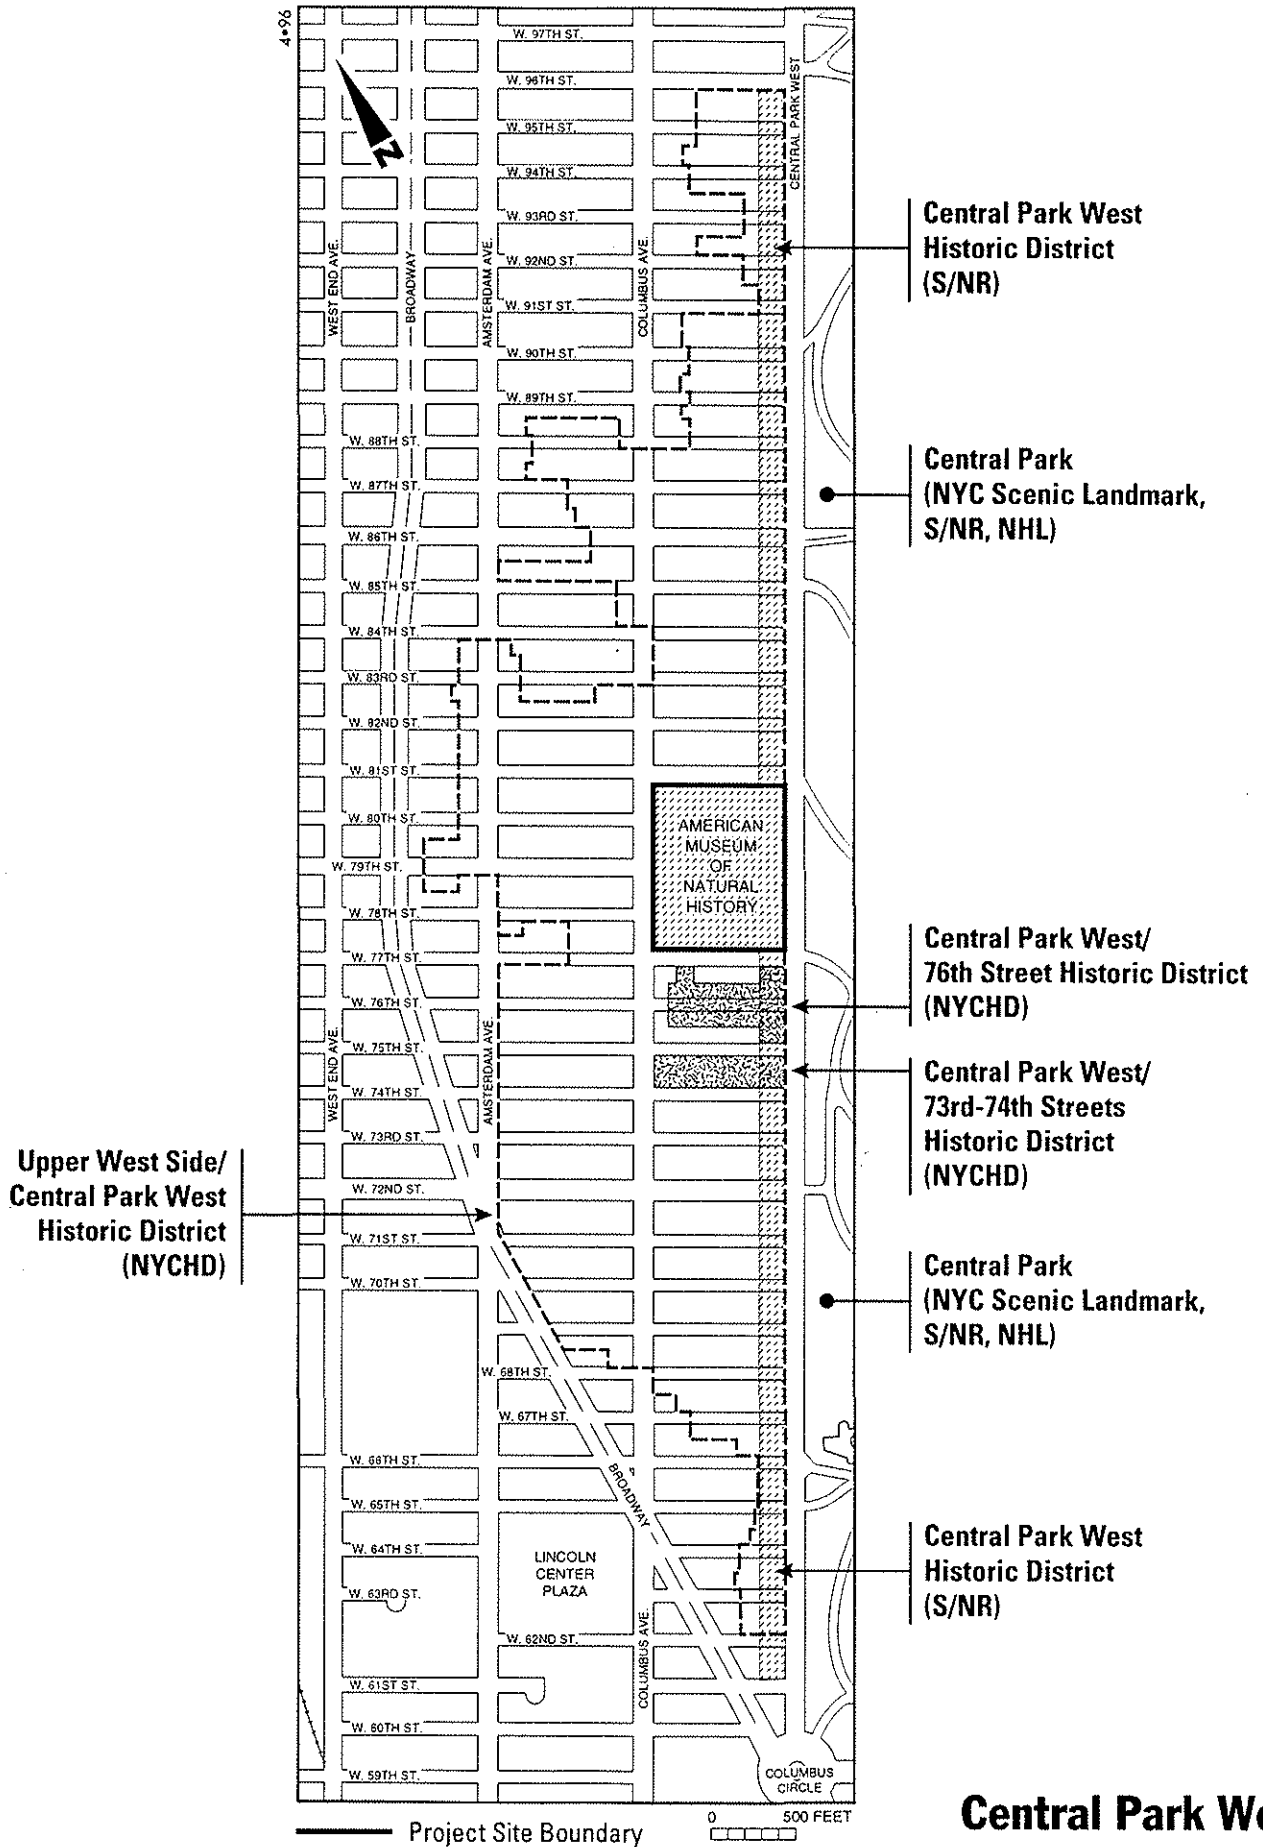 4•96
W. 97TH ST.
W. 96TH ST.
W. 95TH ST.
W. 94TH ST.
W. 93RD ST.
W. 92ND ST.
W. 91ST ST.
W. 90TH ST.
W. 89TH ST.
W. 88TH ST.
W. 87TH ST.
W. 86TH ST.
W. 85TH ST.
W. 84TH ST.
W. 83RD ST.
W. 82ND ST.
W. 81ST ST.
W. 80TH ST.
W. 79TH ST.
W. 78TH ST.
W. 77TH ST.
W. 76TH ST.
W. 75TH ST.
W. 74TH ST.
W. 73RD ST.
W. 72ND ST.
W. 71ST ST.
W. 70TH ST.
W. 68TH ST.
W. 67TH ST.
W. 66TH ST.
W. 65TH ST.
W. 64TH ST.
W. 63RD ST.
W. 62ND ST.
W. 61ST ST.
W. 60TH ST.
W. 59TH ST.
N
WEST END AVE.
BROADWAY
AMSTERDAM AVE.
COLUMBUS AVE.
CENTRAL PARK WEST
WEST END AVE.
AMSTERDAM AVE.
BROADWAY
COLUMBUS AVE.
AMERICAN
MUSEUM
OF
NATURAL
HISTORY
LINCOLN
CENTER
PLAZA
COLUMBUS
CIRCLE
Central Park West
Historic District
(S/NR)
Central Park
(NYC Scenic Landmark,
S/NR, NHL)
Central Park West/
76th Street Historic District
(NYCHD)
Central Park West/
73rd-74th Streets
Historic District
(NYCHD)
Upper West Side/
Central Park West
Historic District
(NYCHD)
Central Park
(NYC Scenic Landmark,
S/NR, NHL)
Central Park West
Historic District
(S/NR)
Project Site Boundary
0 500 FEET
Central Park We